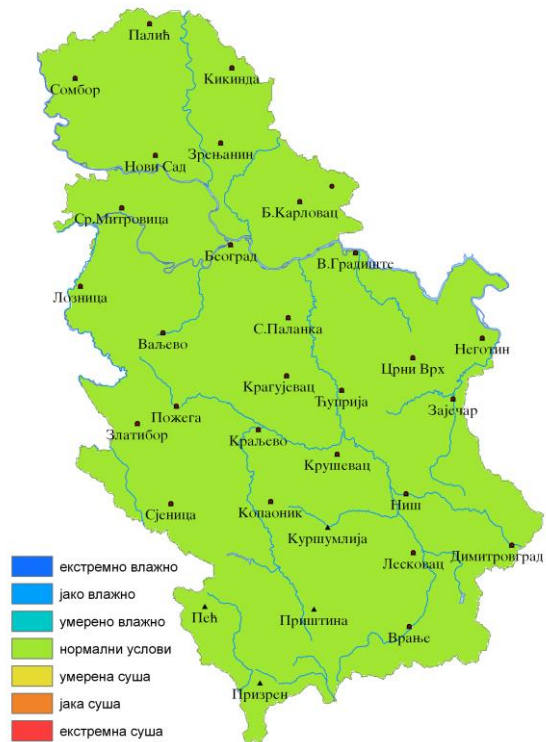 Палић
Сомбор
Кикинда
Зрењанин
Нови Сад
Б.Карловац
Ср.Митровица
Београд
В.Градиште
Лозница
С.Паланка
Ваљево
Неготин
Црни Врх
Крагујевац
Ћуприја
Зајечар
Пожега
Златибор
Краљево
Крушевац
Сјеница
Копаоник
Ниш
Куршумлија
Димитровград
Лесковац
Пећ
Приштина
Врање
Призрен
екстремно влажно
јако влажно
умерено влажно
нормални услови
умерена суша
јака суша
екстремна суша